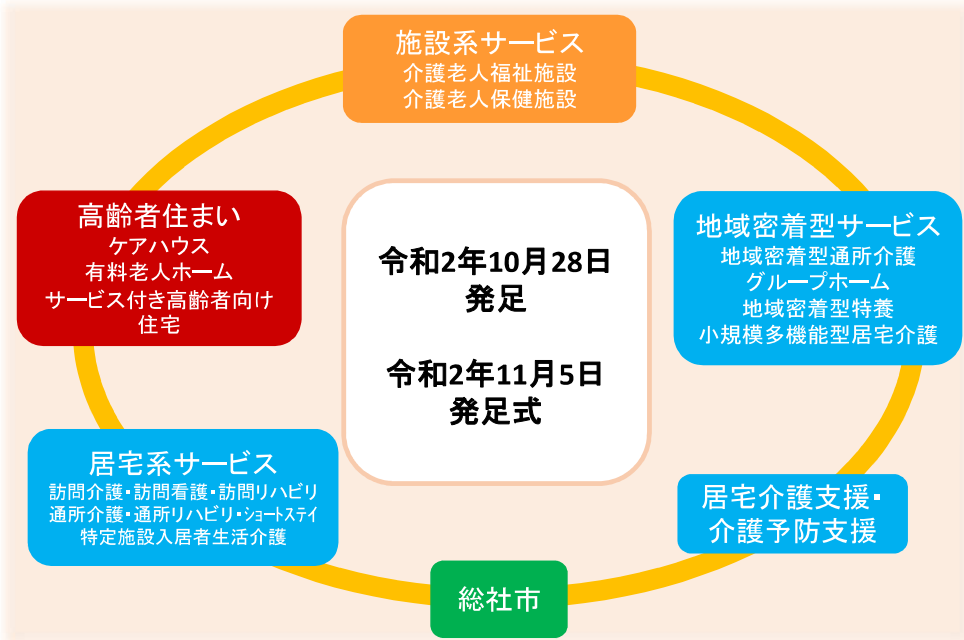 施設系サービス
介護老人福祉施設
介護老人保健施設
高齢者住まい
ケアハウス
有料老人ホーム
サービス付き高齢者向け
住宅
令和2年10月28日
発足
令和2年11月5日
発足式
地域密着型サービス
地域密着型通所介護
グループホーム
地域密着型特養
小規模多機能型居宅介護
居宅系サービス
訪問介護・訪問看護・訪問リハビリ
通所介護・通所リハビリ・ショートステイ
特定施設入居者生活介護
居宅介護支援・
介護予防支援
総社市